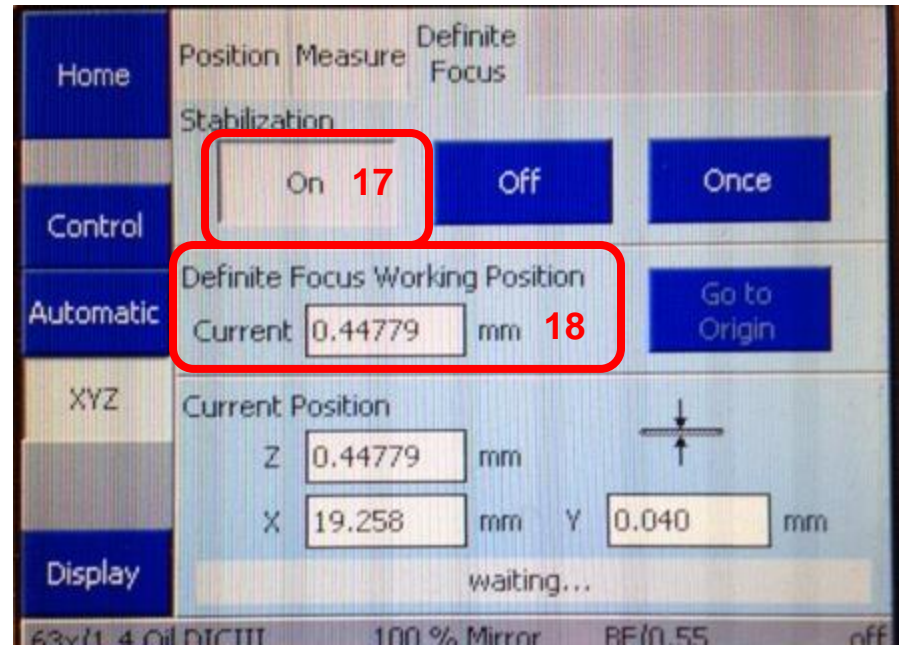 Home
Position Measure Definite Focus
Stabilization
On 17 Off Once
Control
Definite Focus Working Position
Automatic
Current 0.44779 mm 18
Go to
Origin
XYZ
Current Position
Z 0.44779 mm
X 19.258 mm Y 0.040 mm
Display
waiting...
63x/1.4 Oil DICIII 100 % Mirror BF/0.55 off